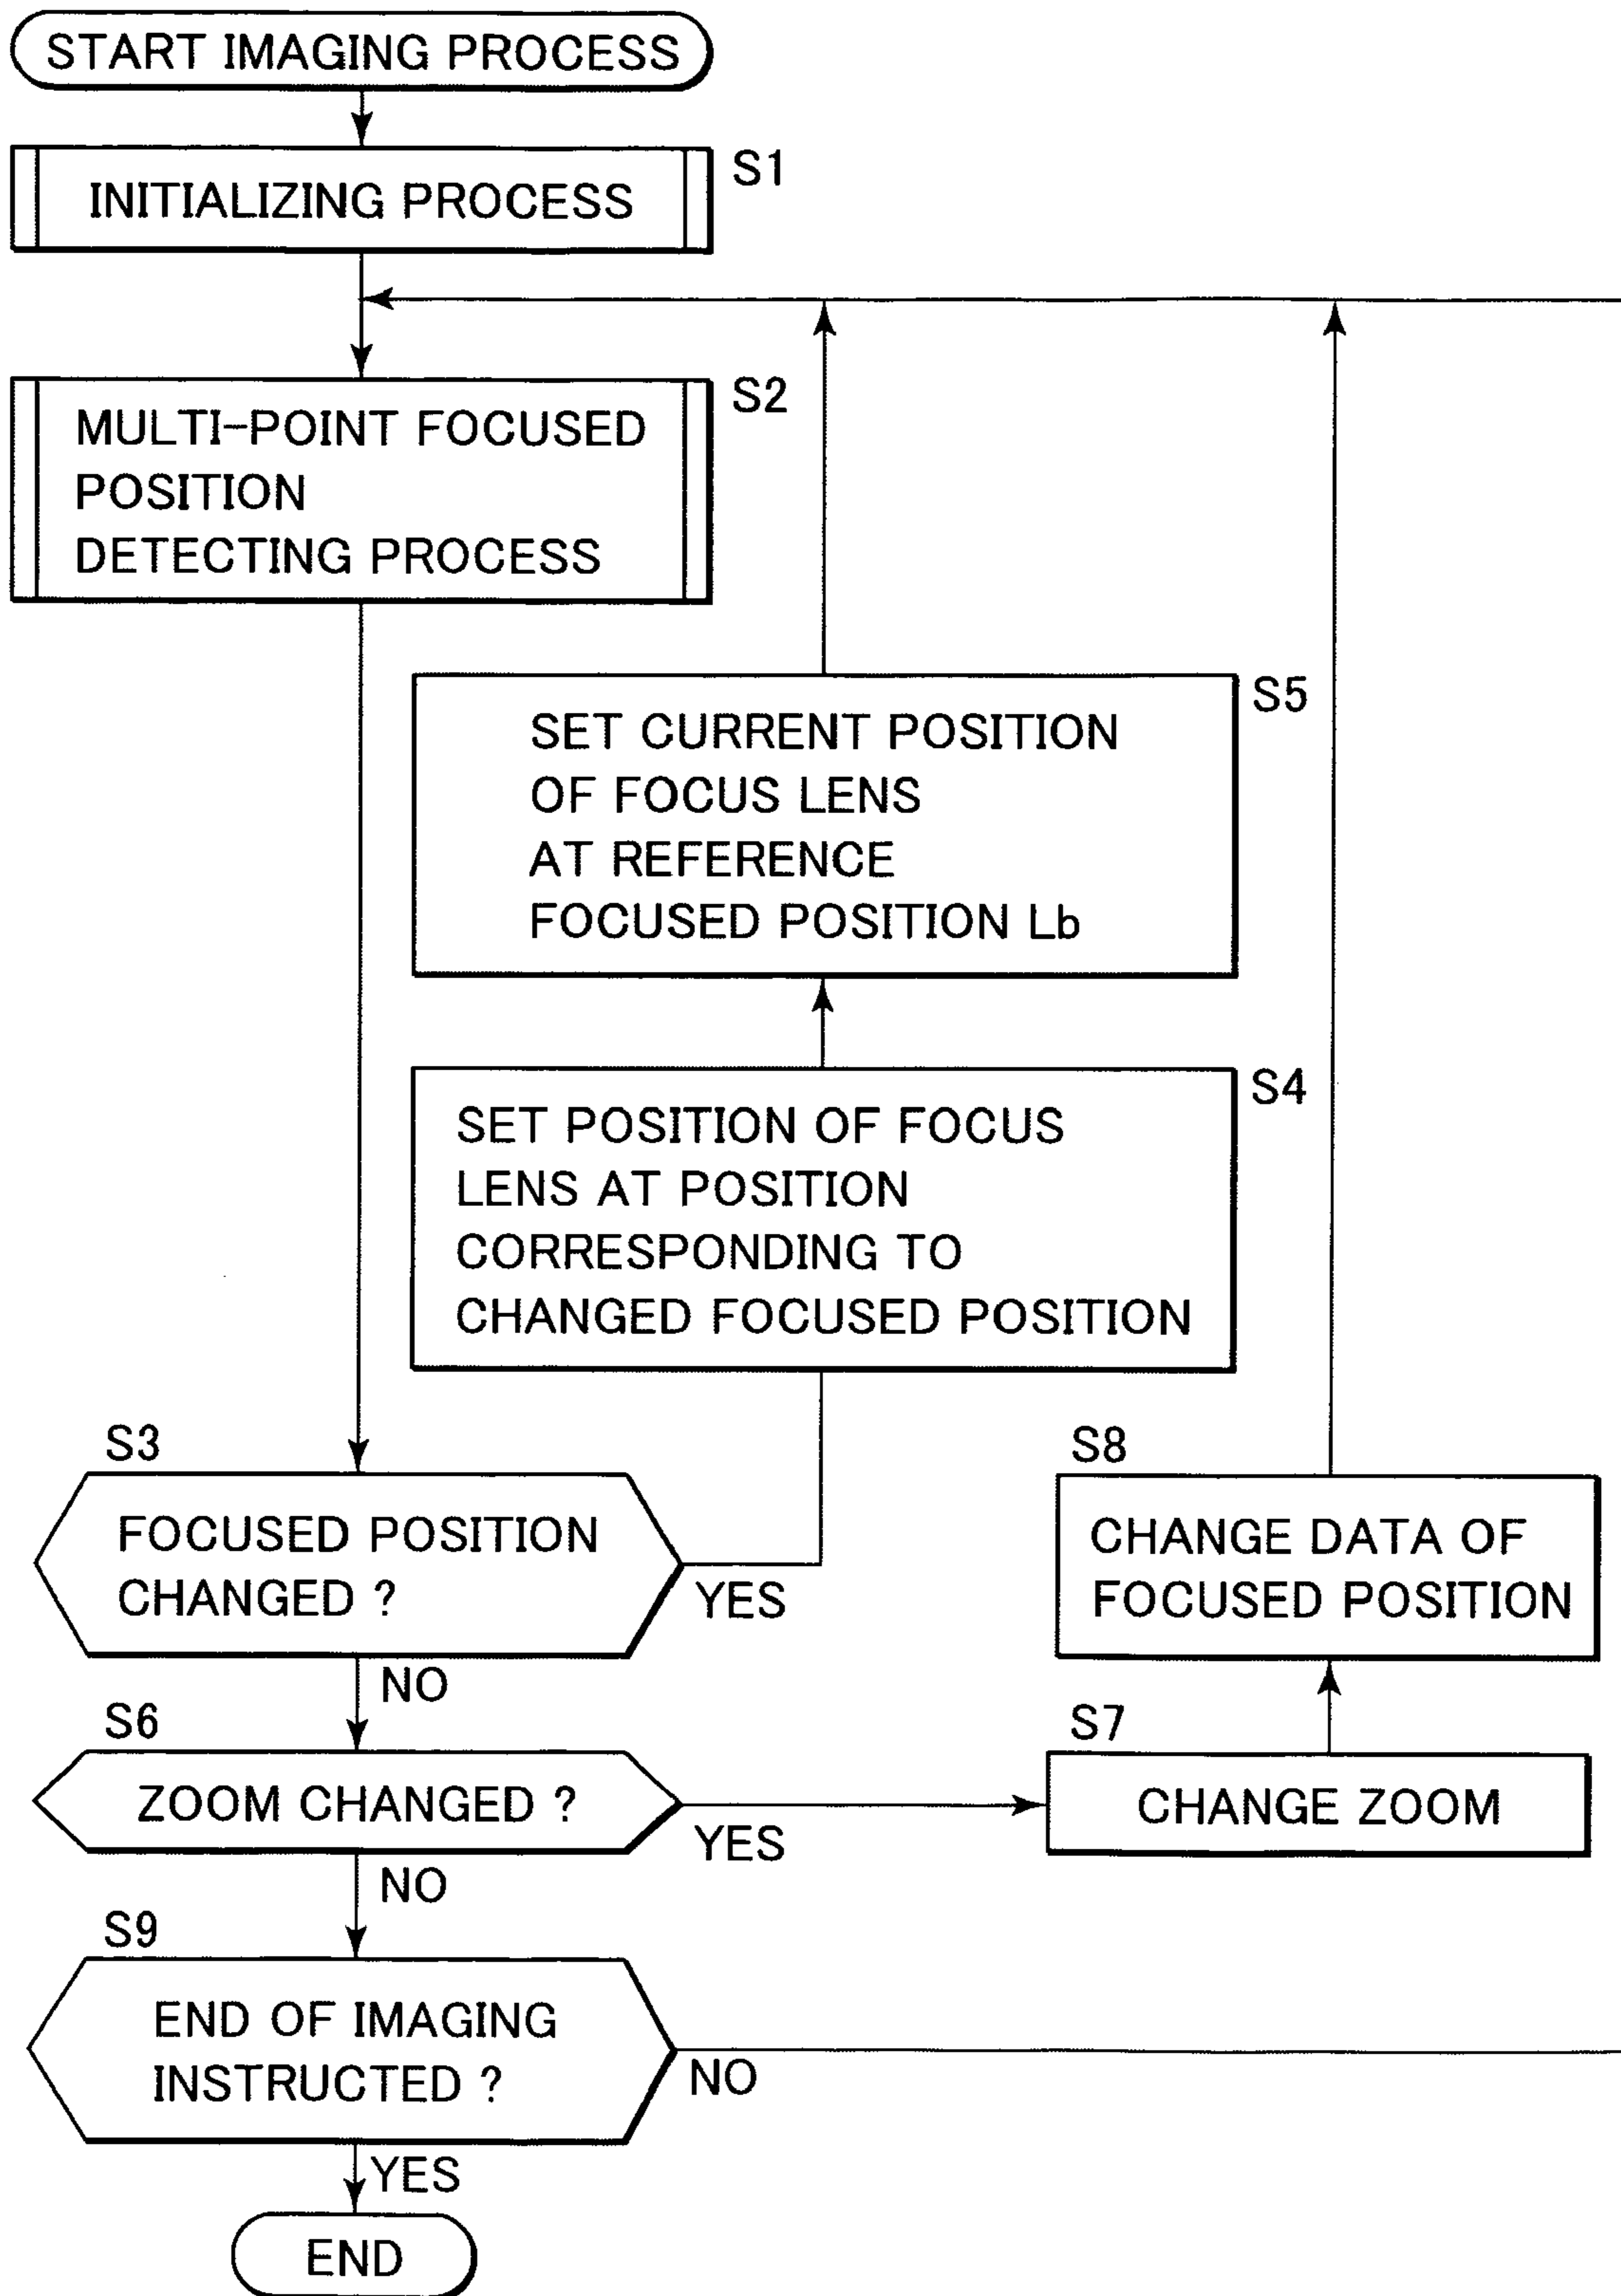 START IMAGING PROCESS
S1
INITIALIZING PROCESS
S2
MULTI-POINT FOCUSED
POSITION
DETECTING PROCESS
S5
SET CURRENT POSITION
OF FOCUS LENS
AT REFERENCE
FOCUSED POSITION Lb
S4
SET POSITION OF FOCUS
LENS AT POSITION
CORRESPONDING TO
CHANGED FOCUSED POSITION
S3
FOCUSED POSITION
CHANGED ?
YES
NO
S8
CHANGE DATA OF
FOCUSED POSITION
S6
ZOOM CHANGED ?
YES
NO
S7
CHANGE ZOOM
S9
END OF IMAGING
INSTRUCTED ?
NO
YES
END